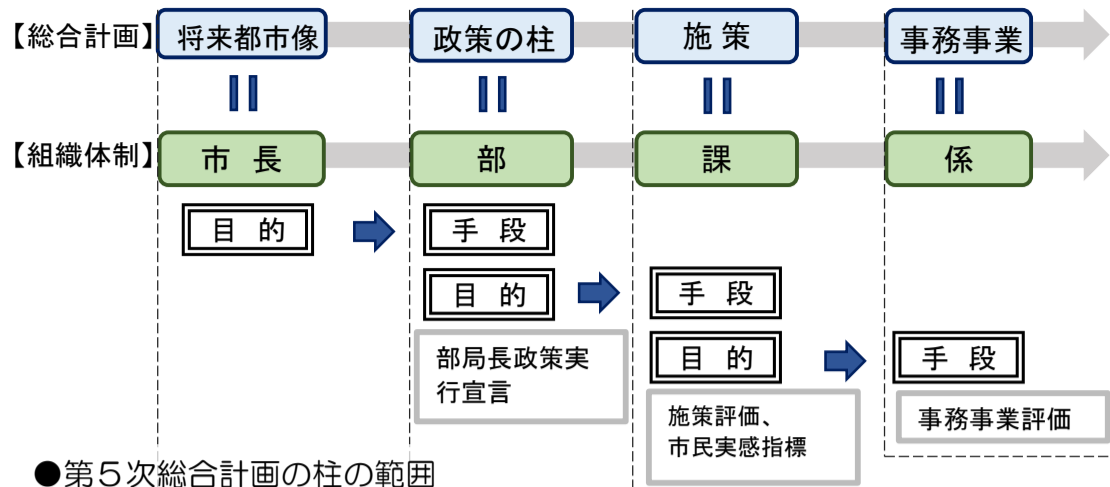 【総合計画】 将来都市像 政策の柱 施策 事務事業
【組織体制】 市長 部 課 係
目的 手段
目的 手段
部局長政策実
行宣言
目的 手段
施策評価、
市民実感指標
事務事業評価
●第5次総合計画の柱の範囲